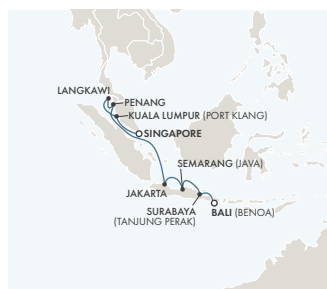 LANGKAWI
PENANG
KUALA LUMPUR (PORT KLANG)
SINGAPORE
SEMARANG (JAVA)
JAKARTA
SURABAYA
(TANJUNG PERAK)
BALI (BENOA)